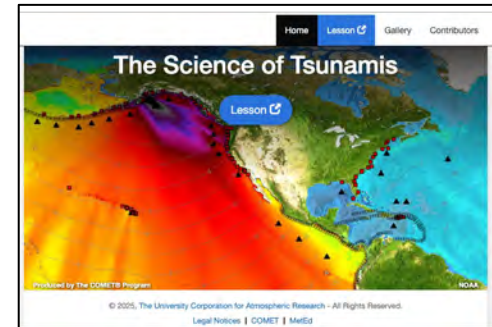 Home Lesson Gallery Contributors
The Science of Tsunamis
Lesson
Produced by The COMET® Program NOAA
© 2025, The University Corporation for Atmospheric Research - All Rights Reserved.
Legal Notices | COMET | MetEd